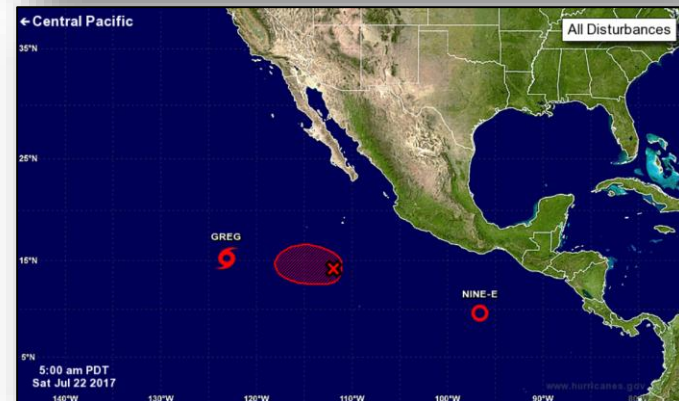 ← Central Pacific
All Disturbances
35°N
25°N
GREG
15°N
NINE-E
5°N
5:00 am PDT
Sat Jul 22 2017
www.hurricanes.gov
140°W 130°W 120°W 110°W 100°W 90°W